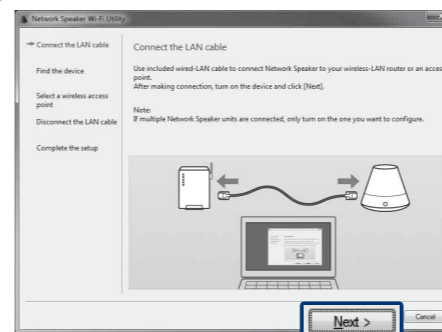 Network Speaker Wi-Fi Utility
Connect the LAN cable
Find the device
Select a wireless access
point
Disconnect the LAN cable
Complete the setup
Connect the LAN cable
Use included wired-LAN cable to connect Network Speaker to your wireless-LAN router or an acces
point.
After making connection, turn on the device and click [Next].
Note:
If multiple Network Speaker units are connected, only turn on the one you want to configure.
Next >
Cancel